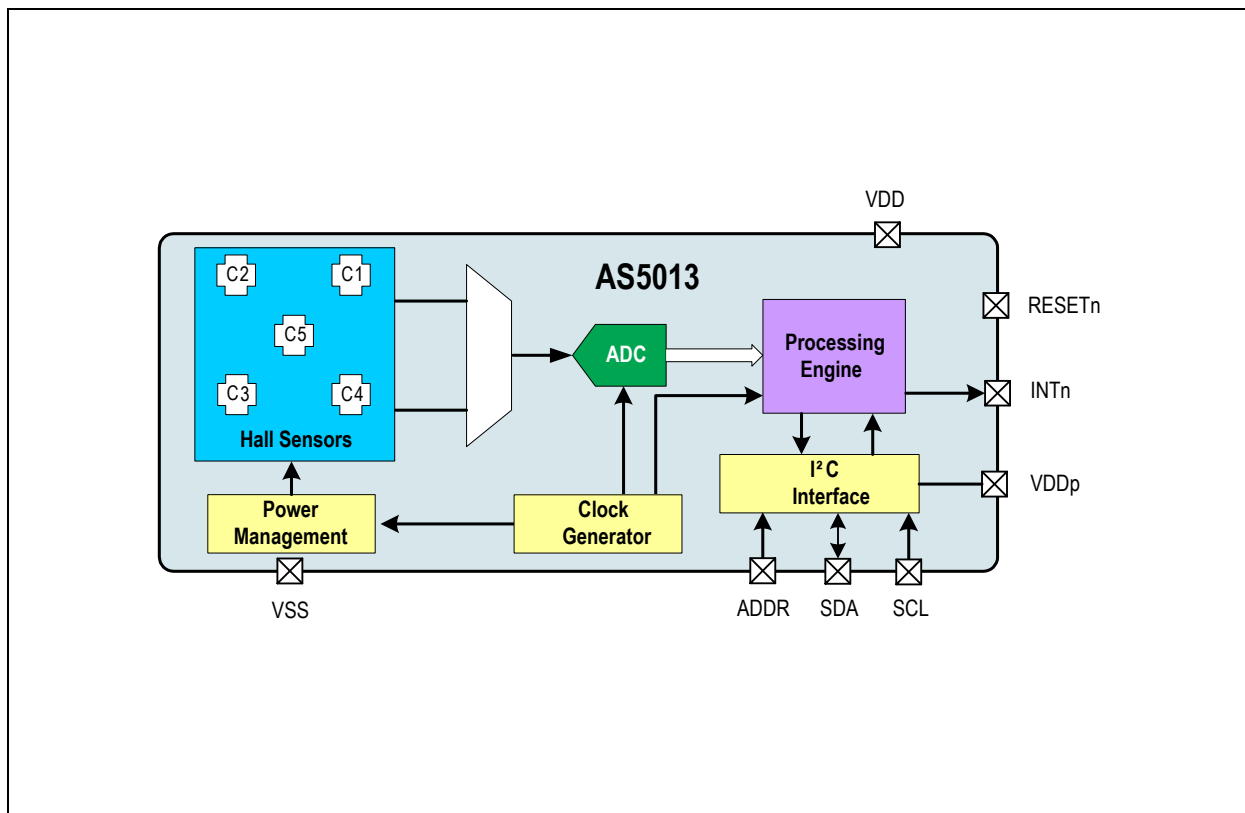 VDD
AS5013
C2
C1
C5
C3
C4
Hall Sensors
ADC
Processing
Engine
RESETn
INTn
I²C
Interface
VDDp
Power
Management
Clock
Generator
VSS
ADDR
SDA
SCL